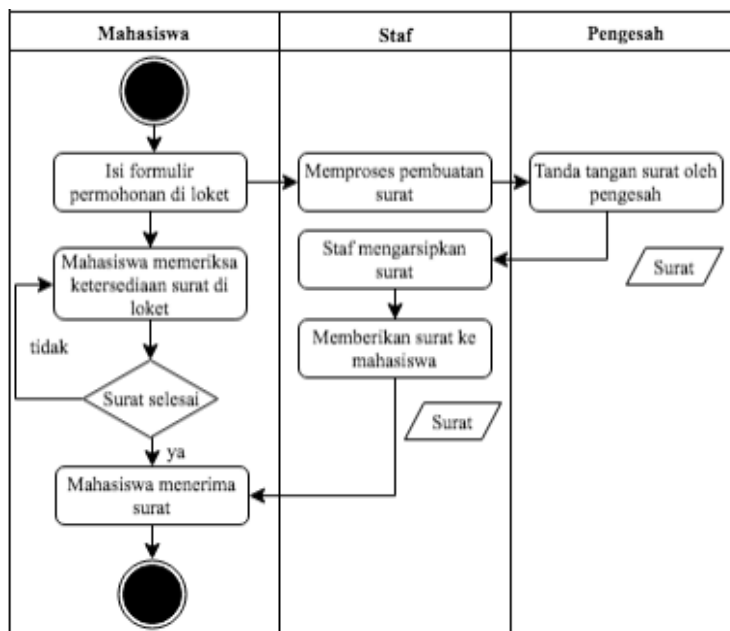 Mahasiswa
Staf
Pengesah
Isi formulir
permohonan di loket
Memproses pembuatan
surat
Tanda tangan surat oleh
pengesah
Mahasiswa memeriksa
ketersediaan surat di
loket
Staf mengarsipkan
surat
Surat
tidak
Memberikan surat ke
mahasiswa
Surat selesai
Surat
ya
Mahasiswa menerima
surat